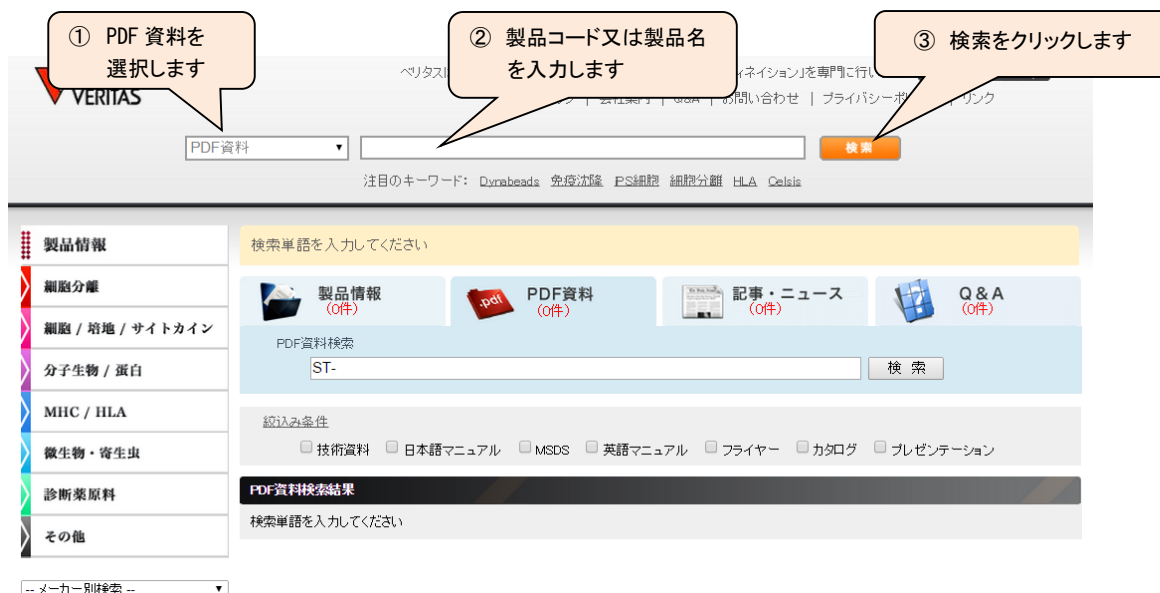 ① PDF 資料を
選択します
② 製品コード又は製品名
を入力します
③ 検索をクリックします
VERITAS
ベリタス
ィネイション」を専門に行い
会社案内 | Q&A | お問い合わせ | プライバシーポ
リンク
PDF資料
検索
注目のキーワード: Dynabeads 免疫沈降 iPS細胞 細胞分離 HLA Celsis
製品情報
細胞分離
細胞 / 培地 / サイトカイン
分子生物 / 蛋白
MHC / HLA
微生物・寄生虫
診断薬原料
その他
-- メーカー別検索 --
検索単語を入力してください
製品情報
(0件)
.pdf
PDF資料
(0件)
記事・ニュース
(0件)
Q & A
(0件)
PDF資料検索
ST-
検 索
絞込み条件
技術資料 日本語マニュアル MSDS 英語マニュアル フライヤー カタログ プレゼンテーション
PDF資料検索結果
検索単語を入力してください